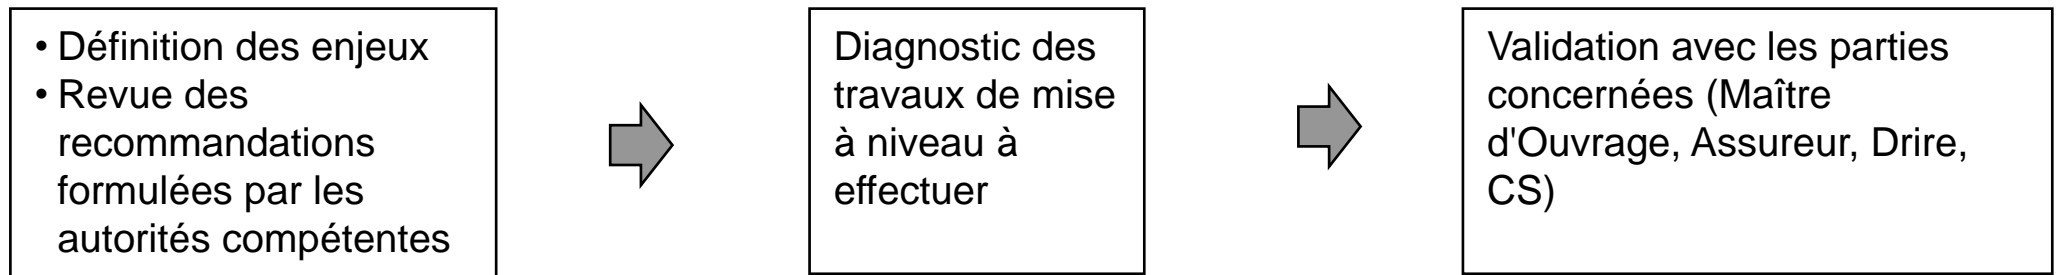 • Définition des enjeux
• Revue des
recommandations
formulées par les
autorités compétentes
Diagnostic des
travaux de mise
à niveau à
effectuer
Validation avec les parties
concernées (Maître
d'Ouvrage, Assureur, Drire,
CS)